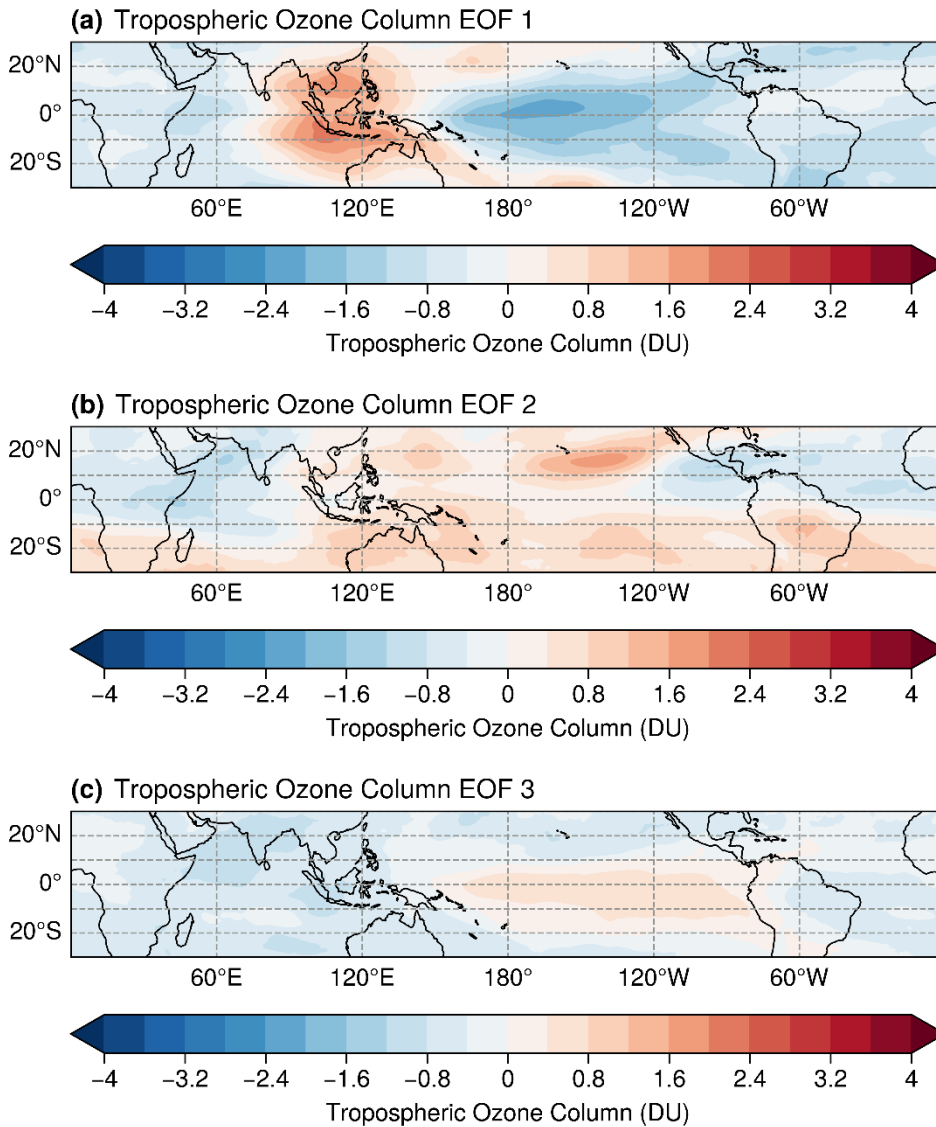 (a) Tropospheric Ozone Column EOF 1
20°N
0°
20°S
60°E 120°E 180° 120°W 60°W
−4 −3.2 −2.4 −1.6 −0.8 0 0.8 1.6 2.4 3.2 4
Tropospheric Ozone Column (DU)
(b) Tropospheric Ozone Column EOF 2
20°N
0°
20°S
60°E 120°E 180° 120°W 60°W
−4 −3.2 −2.4 −1.6 −0.8 0 0.8 1.6 2.4 3.2 4
Tropospheric Ozone Column (DU)
(c) Tropospheric Ozone Column EOF 3
20°N
0°
20°S
60°E 120°E 180° 120°W 60°W
−4 −3.2 −2.4 −1.6 −0.8 0 0.8 1.6 2.4 3.2 4
Tropospheric Ozone Column (DU)